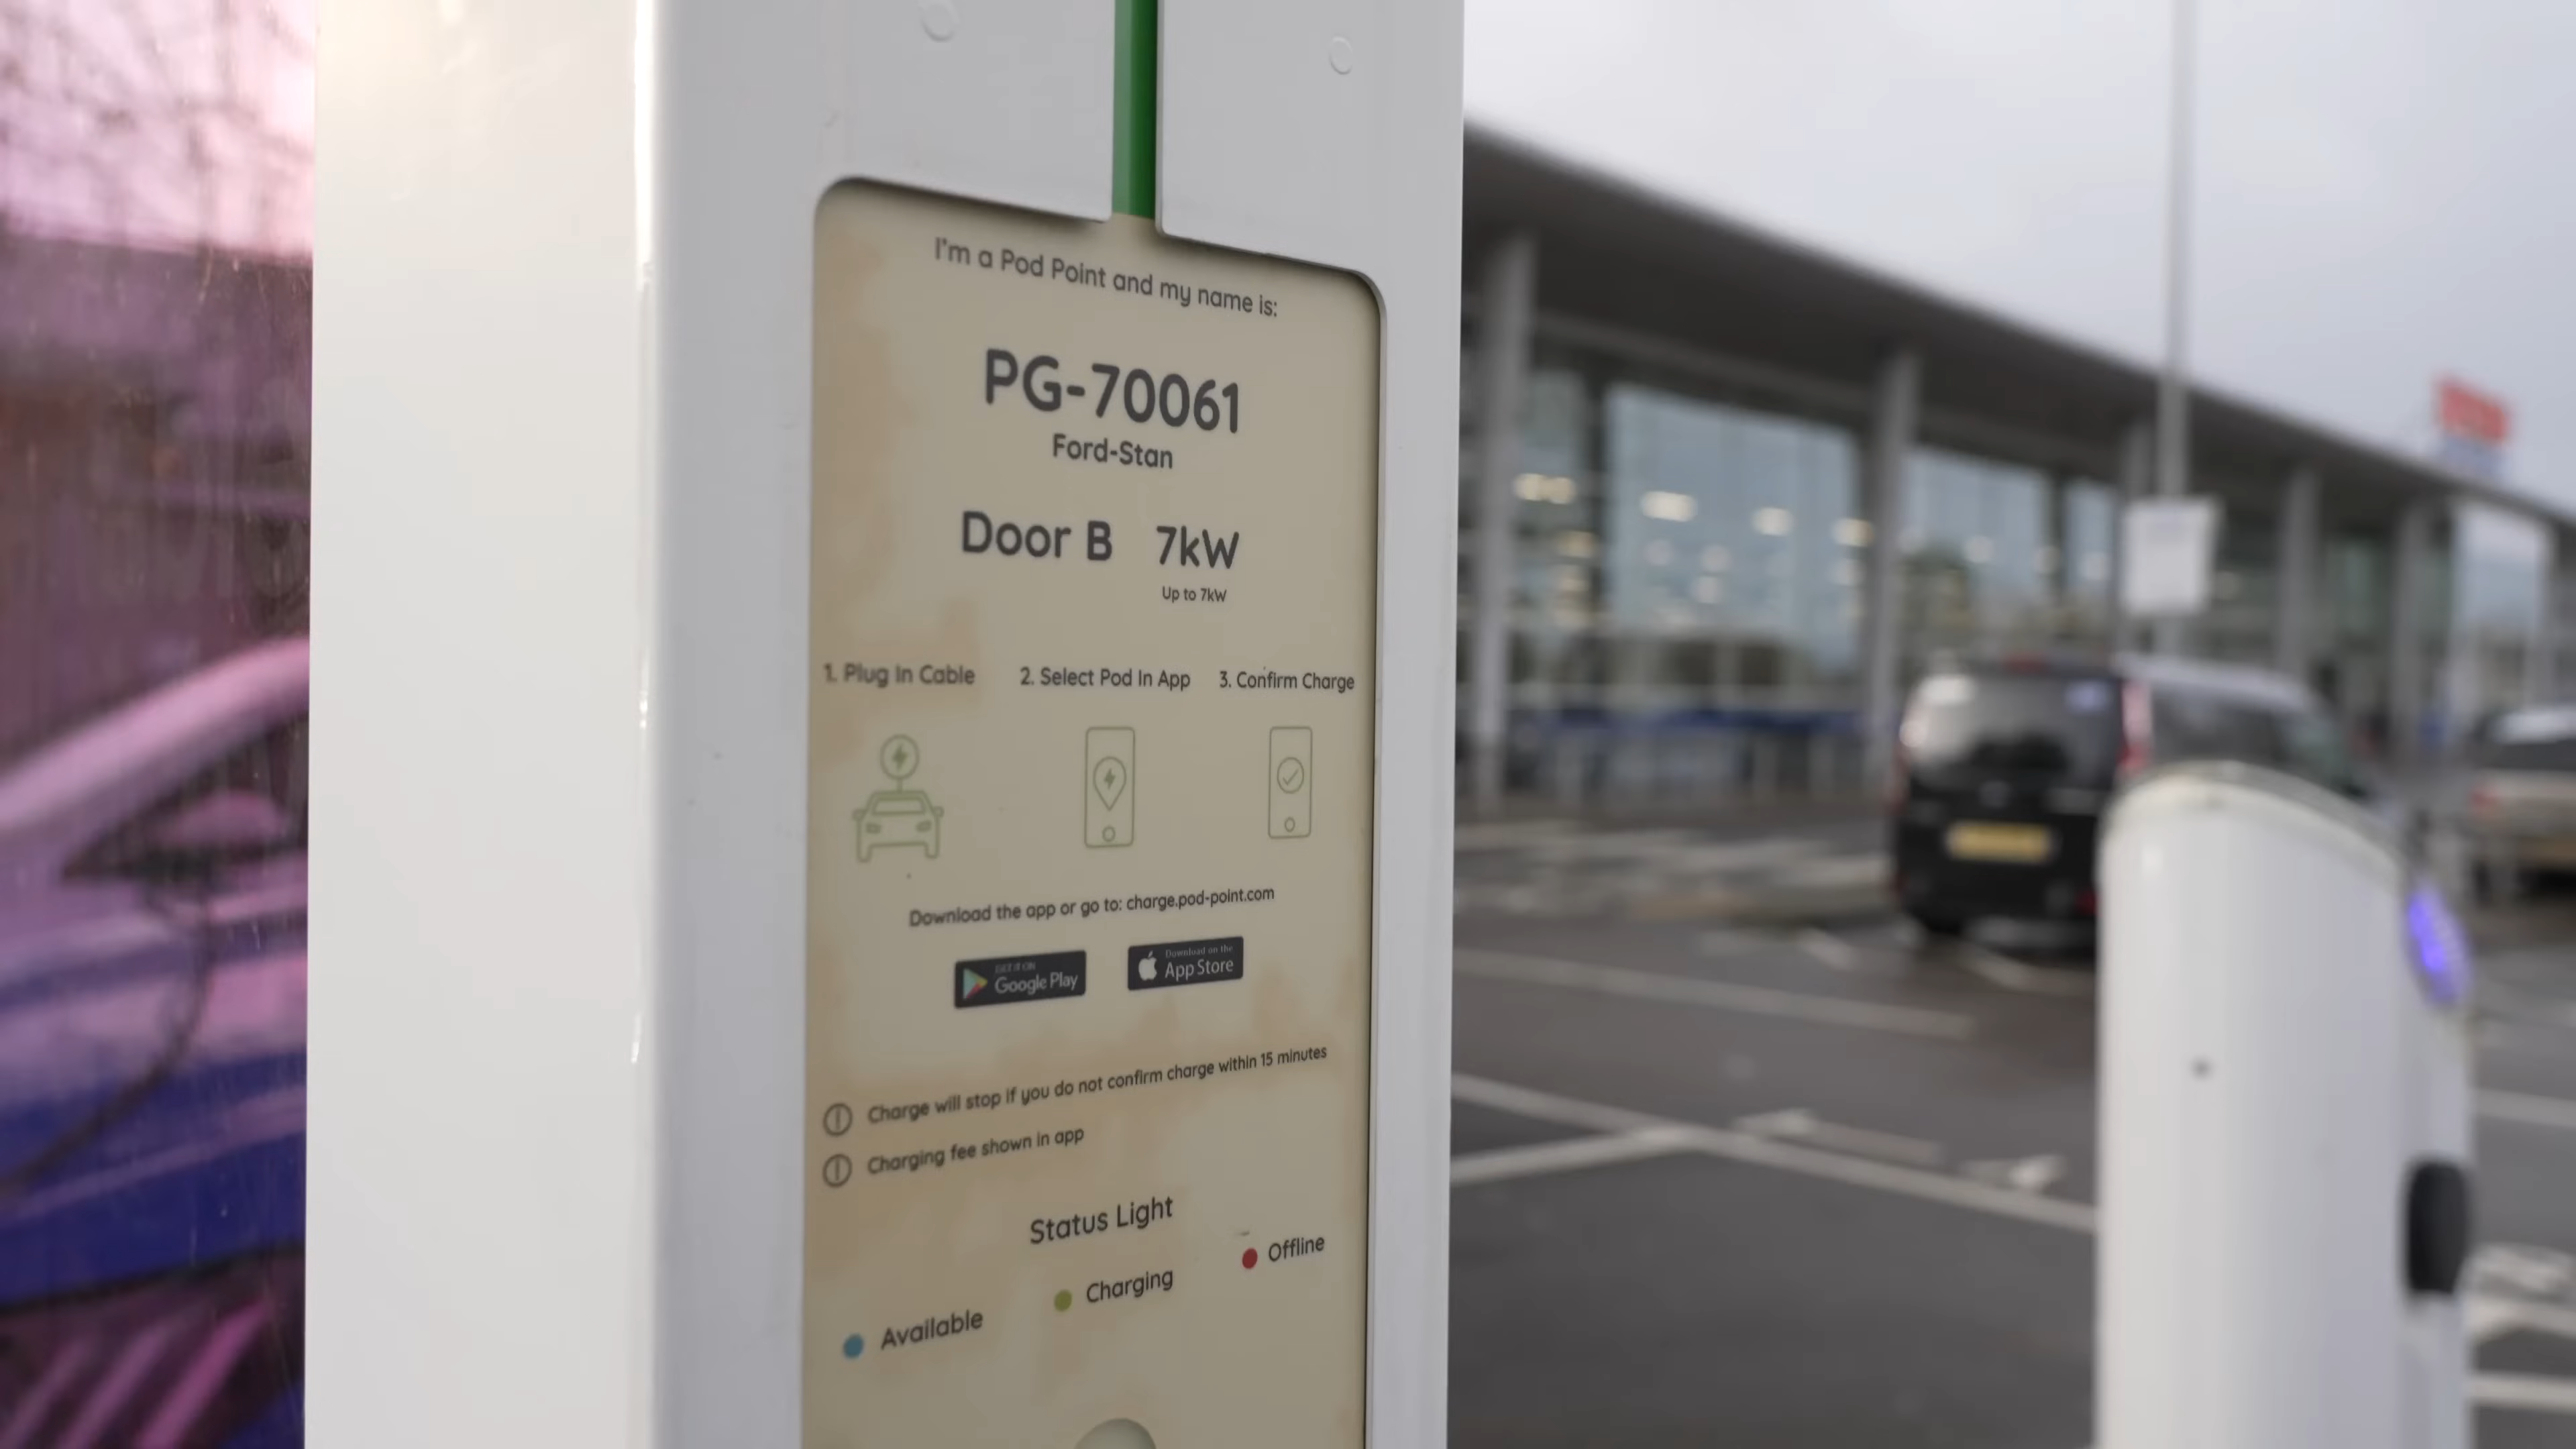 I'm a Pod Point and my name is:
PG-70061
Ford-Stan
Door B 7kW
Up to 7kW
1. Plug In Cable 2. Select Pod In App 3. Confirm Charge
Download the app or go to: charge.pod-point.com
GET IT ON
Google Play
Download on the
App Store
Charge will stop if you do not confirm charge within 15 minutes
Charging fee shown in app
Status Light
Available Charging Offline